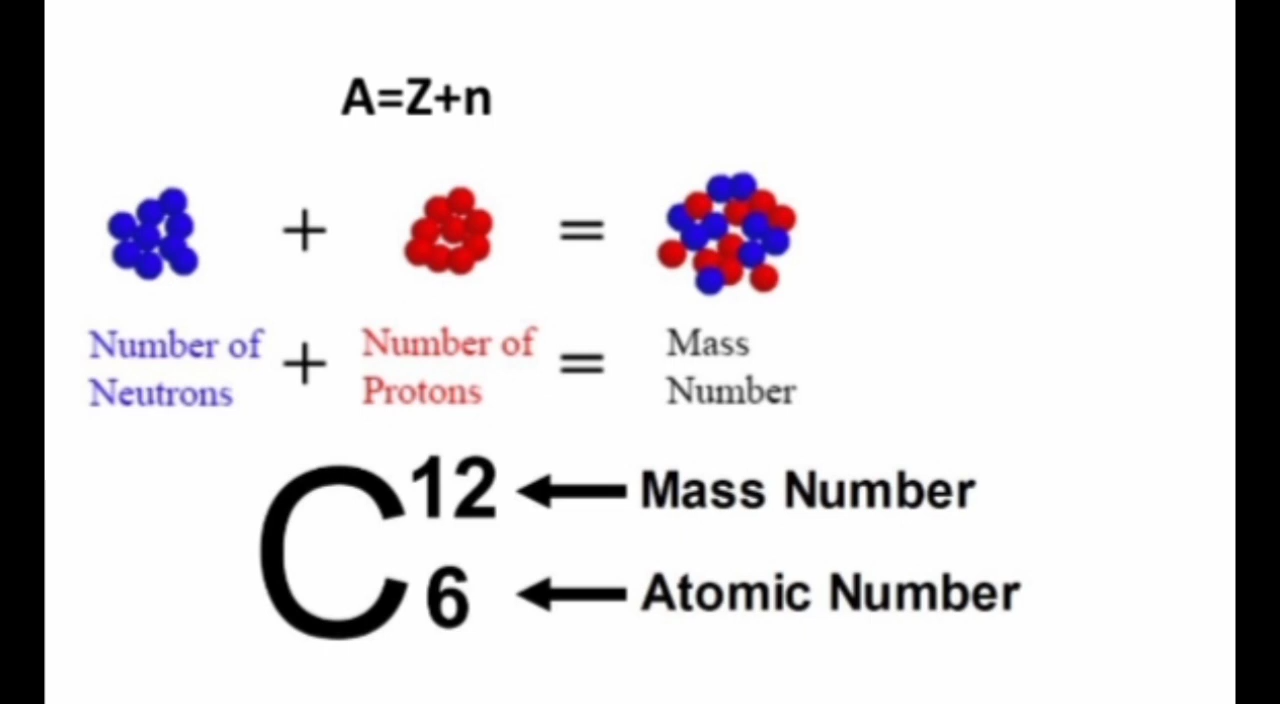 A=Z+n
+ =
Number of Neutrons + Number of Protons = Mass Number
C 12 Mass Number
6 Atomic Number